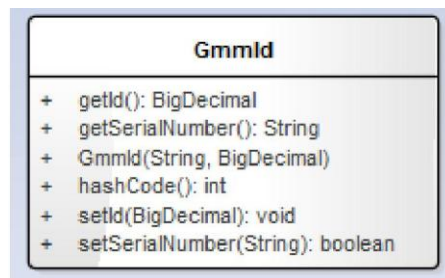 GmmId
+ getId(): BigDecimal
+ getSerialNumber(): String
+ GmmId(String, BigDecimal)
+ hashCode(): int
+ setId(BigDecimal): void
+ setSerialNumber(String): boolean